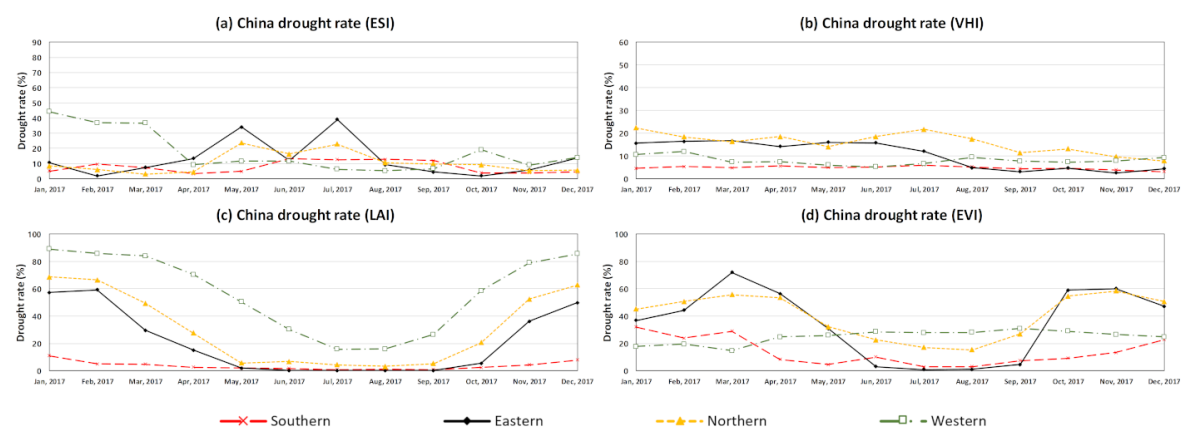 (a) China drought rate (ESI)
Drought rate (%)
90
80
70
60
50
40
30
20
10
0
Jan, 2017 Feb, 2017 Mar, 2017 Apr, 2017 May, 2017 Jun, 2017 Jul, 2017 Aug, 2017 Sep, 2017 Oct, 2017 Nov, 2017 Dec, 2017
(b) China drought rate (VHI)
Drought rate (%)
60
50
40
30
20
10
0
Jan, 2017 Feb, 2017 Mar, 2017 Apr, 2017 May, 2017 Jun, 2017 Jul, 2017 Aug, 2017 Sep, 2017 Oct, 2017 Nov, 2017 Dec, 2017
(c) China drought rate (LAI)
Drought rate (%)
100
80
60
40
20
0
Jan, 2017 Feb, 2017 Mar, 2017 Apr, 2017 May, 2017 Jun, 2017 Jul, 2017 Aug, 2017 Sep, 2017 Oct, 2017 Nov, 2017 Dec, 2017
(d) China drought rate (EVI)
Drought rate (%)
100
80
60
40
20
0
Jan, 2017 Feb, 2017 Mar, 2017 Apr, 2017 May, 2017 Jun, 2017 Jul, 2017 Aug, 2017 Sep, 2017 Oct, 2017 Nov, 2017 Dec, 2017
Southern Eastern Northern Western